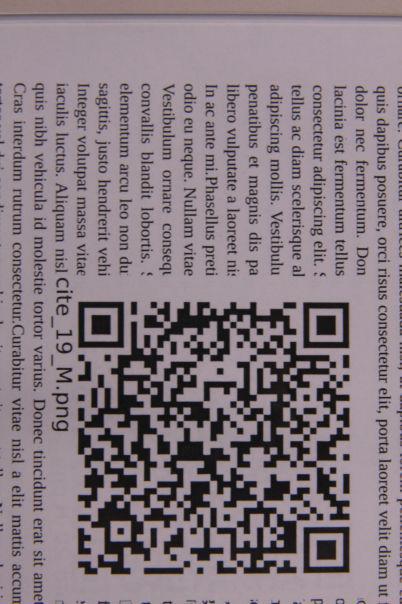 quis dapibus posuere, orci risus consectetur elit, porta laoreet velit diam ut
dolor nec fermentum. Don
lacinia est fermentum tellus
consectetur adipiscing elit. S
tellus ac diam scelerisque al
adipiscing mollis. Vestibulu
penatibus et magnis dis pa
libero vulputate a laoreet ni
In ac ante mi.Phasellus preti
odio eu neque. Nullam vitae
Vestibulum ornare consequ
convallis blandit lobortis. S
elementum arcu leo non du
sagittis, justo hendrerit vehi
Integer volutpat massa vitae
iaculis luctus. Aliquam nisl
cite_19_M.png
quis nibh vehicula id molestie tortor varius. Donec tincidunt erat sit amet
Cras interdum rutrum consectetur.Curabitur vitae nisl a elit mattis accum